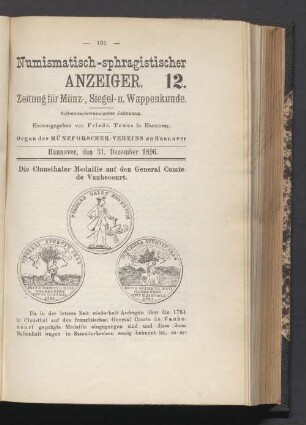 — 101 —
Numismatisch-sphragistischer
ANZEIGER. 12.
Zeitung für Münz-, Siegel- u. Wappenkunde.
Siebenundzwanzigster Jahrgang.
Herausgegeben von Friedr. Tewes in Hannover.
Organ des MÜNZFORSCHER-VEREINS zu Hannover
Hannover, den 31. Dezember 1896.
Die Clausthaler Medaille auf den General Comte
de Vaubecourt.
Da in der letzten Zeit wiederholt Anfragen über die 1761
in Clausthal auf den französischen General Comte de Vaube-
court geprägte Medaille eingegangen sind und diese ihrer
Seltenheit wegen in Sammlerkreisen wenig bekannt ist, so er-